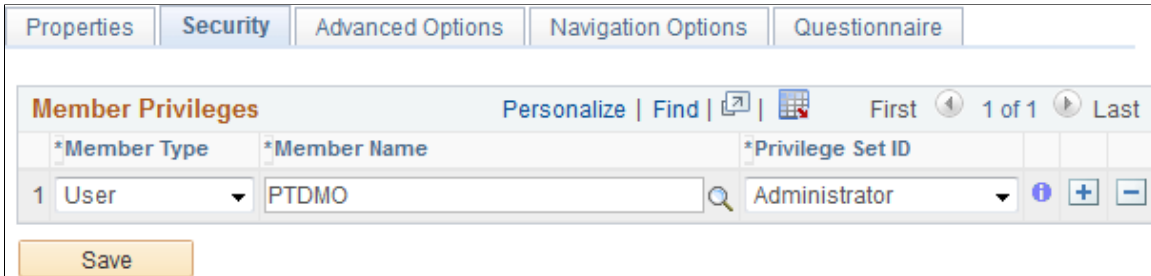 Properties Security Advanced Options Navigation Options Questionnaire
Member Privileges Personalize | Find | | First 1 of 1 Last
*Member Type *Member Name *Privilege Set ID
1 User PTDMO Administrator
Save